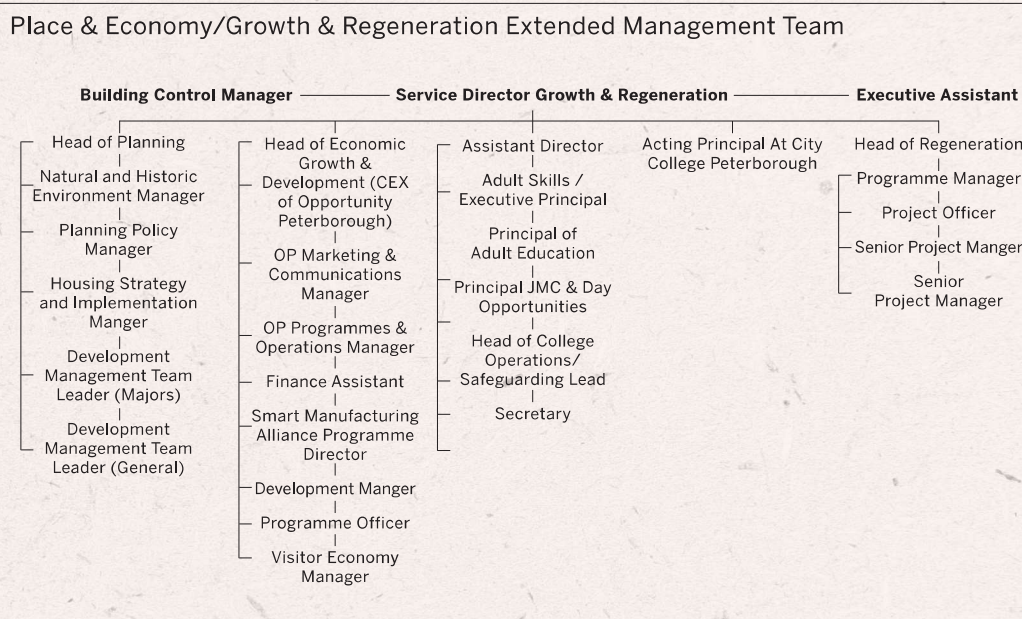 Place & Economy/Growth & Regeneration Extended Management Team
Building Control Manager
Service Director Growth & Regeneration
Executive Assistant
Head of Planning
Natural and Historic
Environment Manager
Planning Policy
Manager
Housing Strategy
and Implementation
Manger
Development
Management Team
Leader (Majors)
Development
Management Team
Leader (General)
Head of Economic
Growth &
Development (CEX
of Opportunity
Peterborough)
OP Marketing &
Communications
Manager
OP Programmes &
Operations Manager
Finance Assistant
Smart Manufacturing
Alliance Programme
Director
Development Manger
Programme Officer
Visitor Economy
Manager
Assistant Director
Adult Skills /
Executive Principal
Principal of
Adult Education
Principal JMC & Day
Opportunities
Head of College
Operations/
Safeguarding Lead
Secretary
Acting Principal At City
College Peterborough
Head of Regeneration
Programme Manager
Project Officer
Senior Project Manger
Senior
Project Manager